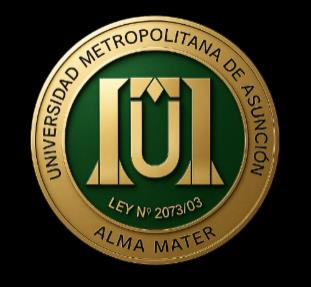 UNIVERSIDAD METROPOLITANA DE ASUNCIÓN
LEY Nº 2073/03
ALMA MATER